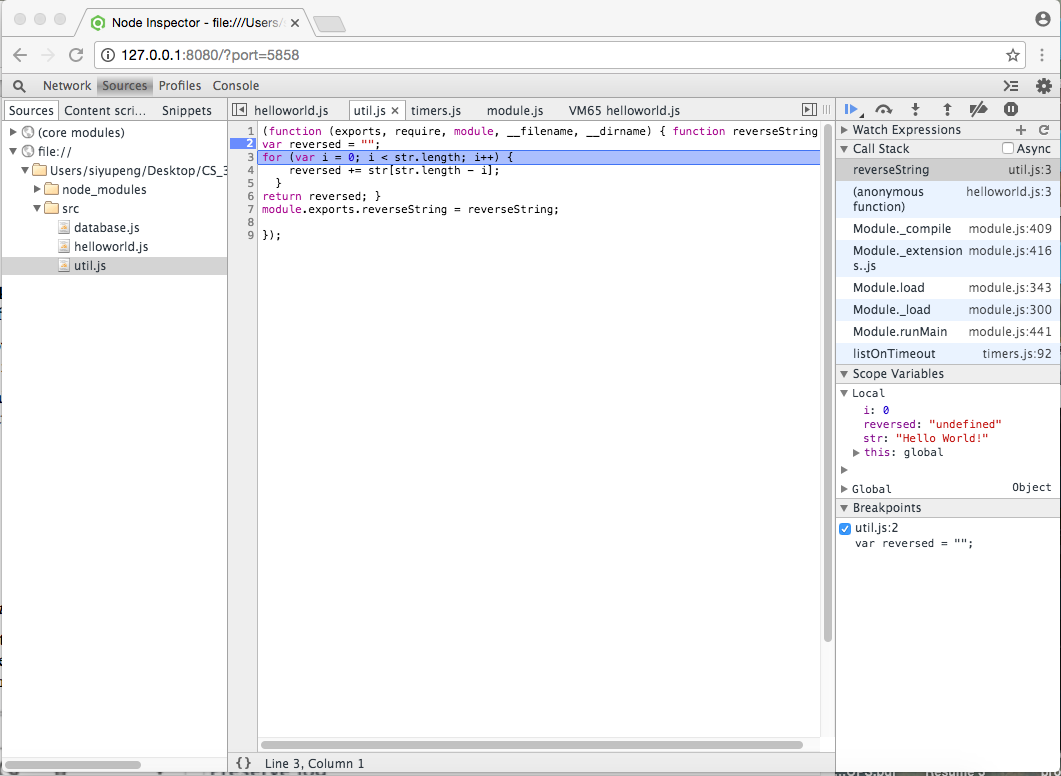 Node Inspector - file:///Users/
127.0.0.1:8080/?port=5858
Network Sources Profiles Console
Sources Content scri... Snippets
helloworld.js util.js × timers.js module.js VM65 helloworld.js
(core modules)
file://
Users/siyupeng/Desktop/CS_3
node_modules
src
database.js
helloworld.js
util.js
1 (function (exports, require, module, __filename, __dirname) { function reverseString
2 var reversed = "";
3 for (var i = 0; i < str.length; i++) {
4 reversed += str[str.length - i];
5 }
6 return reversed; }
7 module.exports.reverseString = reverseString;
8
9 });
{} Line 3, Column 1
Watch Expressions
Call Stack Async
reverseString util.js:3
(anonymous helloworld.js:3
function)
Module._compile module.js:409
Module._extension module.js:416
s..js
Module.load module.js:343
Module._load module.js:300
Module.runMain module.js:441
listOnTimeout timers.js:92
Scope Variables
Local
i: 0
reversed: "undefined"
str: "Hello World!"
this: global
Global Object
Breakpoints
util.js:2
var reversed = "";